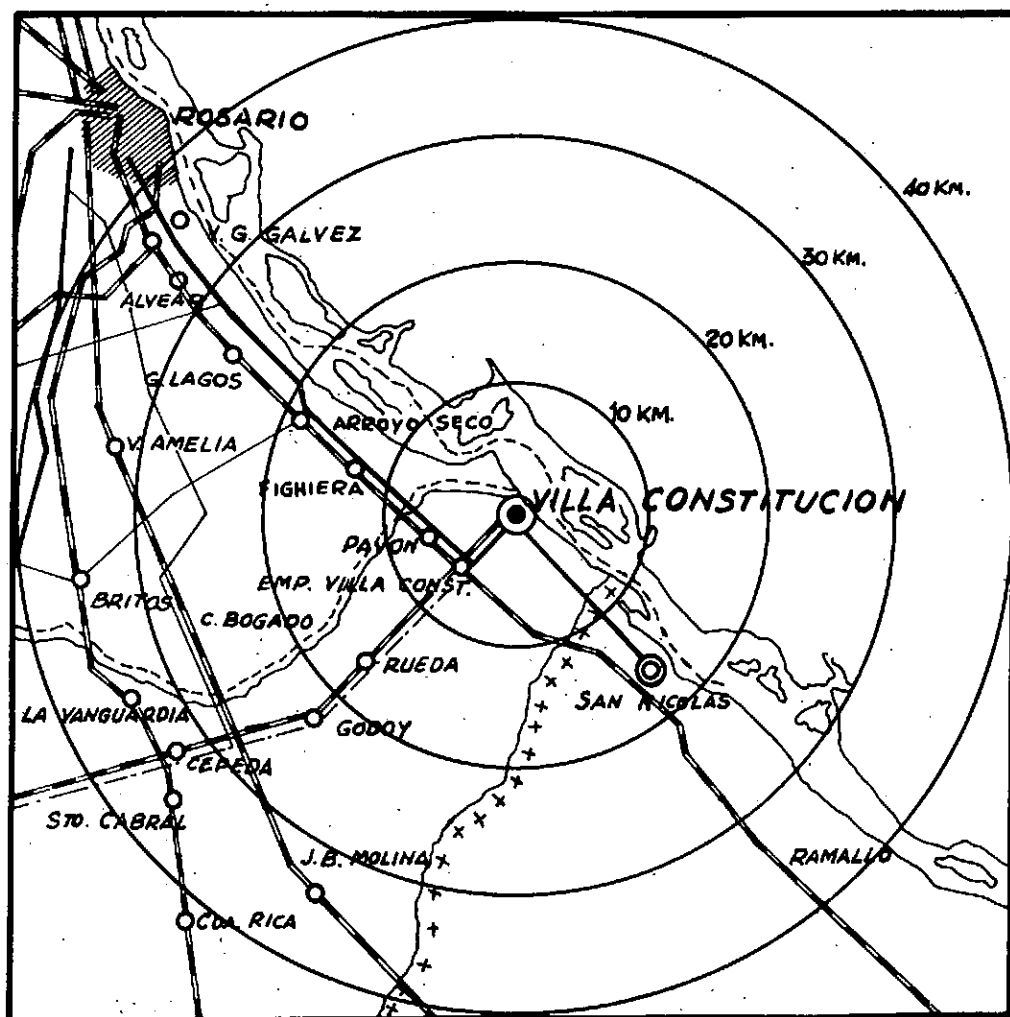 ROSARIO
40 KM.
V. G. GALVEZ
30 KM.
ALVEAR
20 KM.
G. LAGOS
10 KM.
ARROYO SECO
V. AMELIA
FIGHIERA
VILLA CONSTITUCION
PAVON
EMP. VILLA CONST.
BRITOS
C. BOGADO
RUEDA
SAN NICOLAS
LA VANGUARDIA
GODOY
CEPEDA
STO. CABRAL
J.B. MOLINA
RAMALLO
CDA. RICA